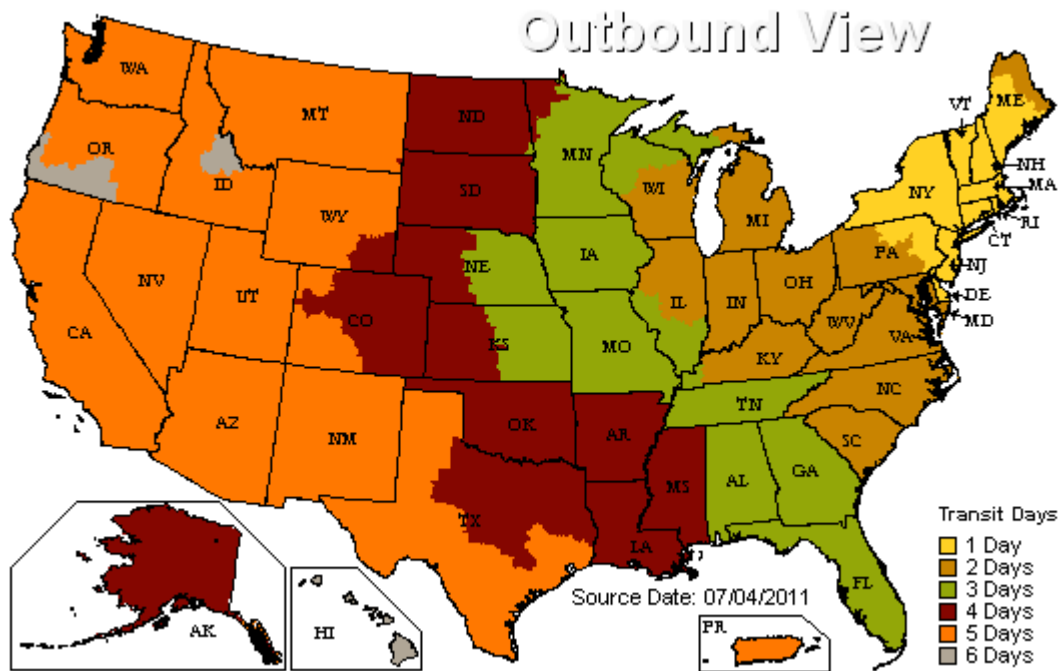 Outbound View
WA
MT
ND
ME
VT
OR
MN
NH
ID
SD
WI
NY
MA
WY
MI
RI
CT
NE
IA
PA
NV
UT
IL
IN
OH
NJ
CA
CO
DE
WV
MD
KS
MO
VA
KY
NC
TN
AZ
NM
OK
AR
SC
MS
AL
GA
TX
LA
FL
Transit Days
1 Day
2 Days
3 Days
4 Days
5 Days
6 Days
Source Date: 07/04/2011
AK
HI
PR